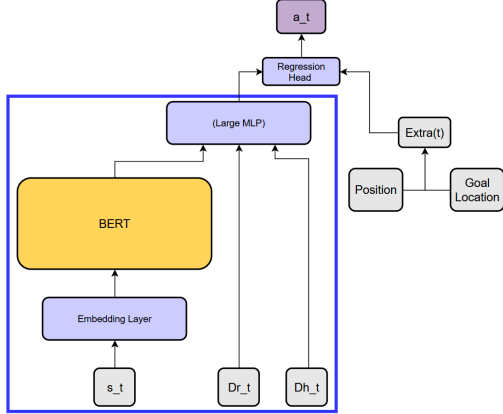 a_t
Regression
Head
(Large MLP)
Extra(t)
Position
Goal
Location
BERT
Embedding Layer
s_t
Dr_t
Dh_t